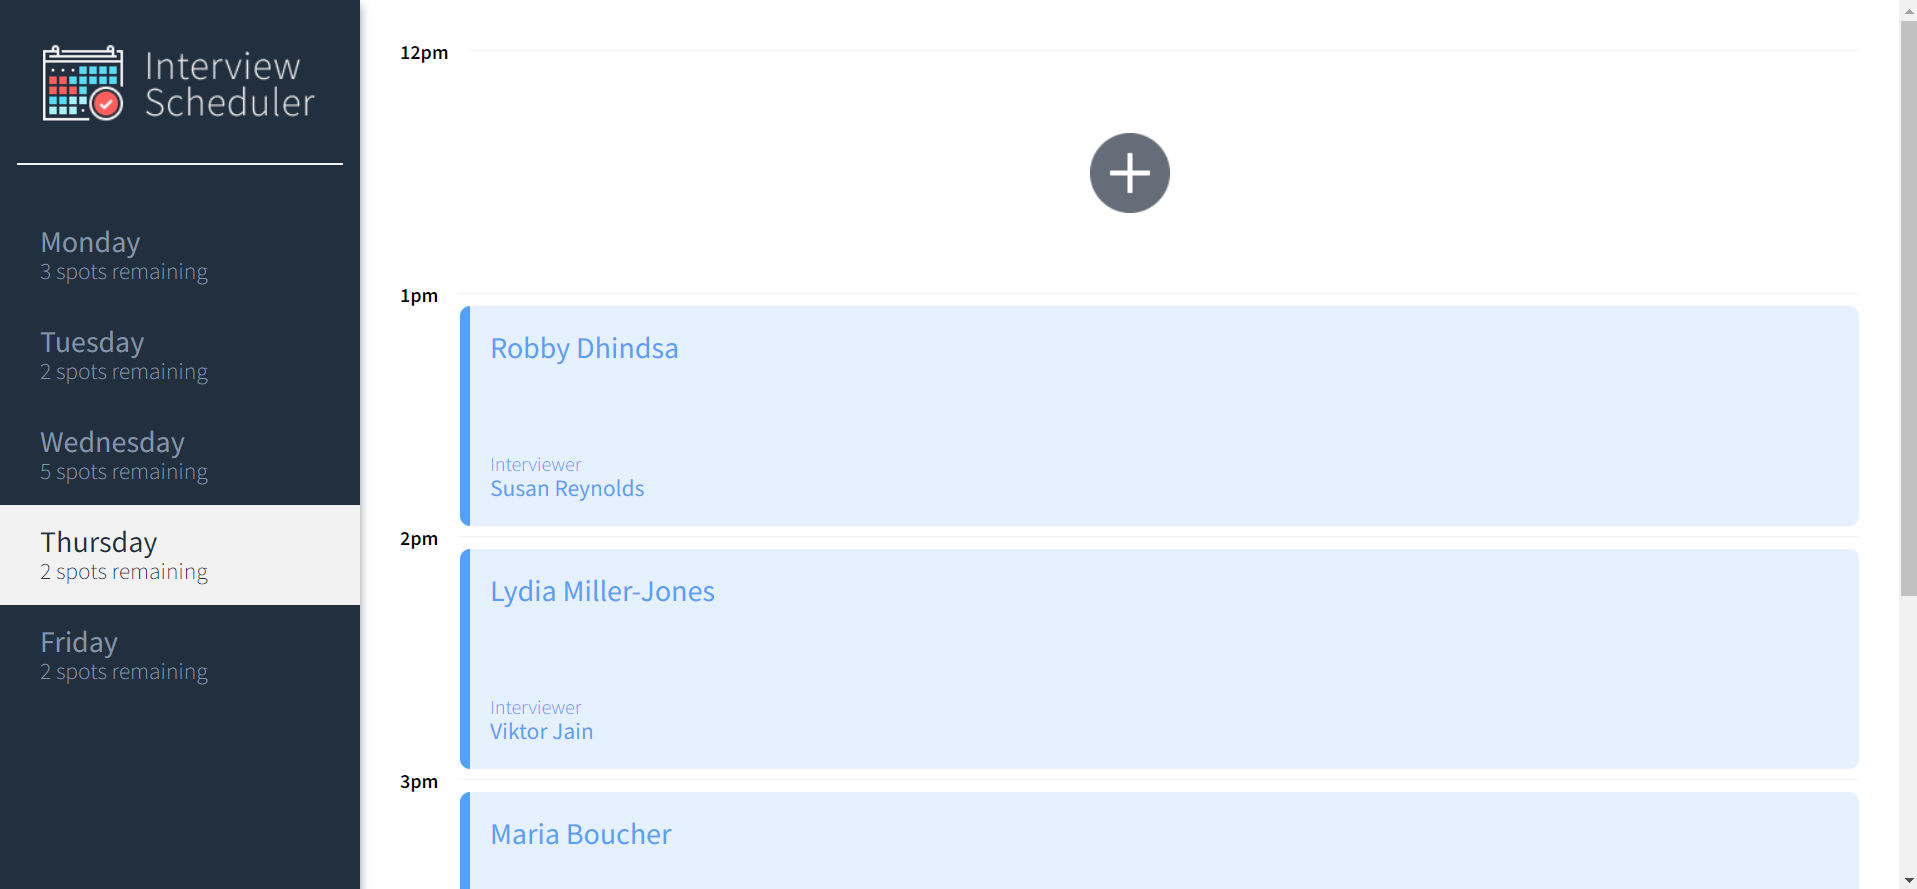 Interview
Scheduler
Monday
3 spots remaining
Tuesday
2 spots remaining
Wednesday
5 spots remaining
Thursday
2 spots remaining
Friday
2 spots remaining
12pm
1pm
Robby Dhindsa
Interviewer
Susan Reynolds
2pm
Lydia Miller-Jones
Interviewer
Viktor Jain
3pm
Maria Boucher